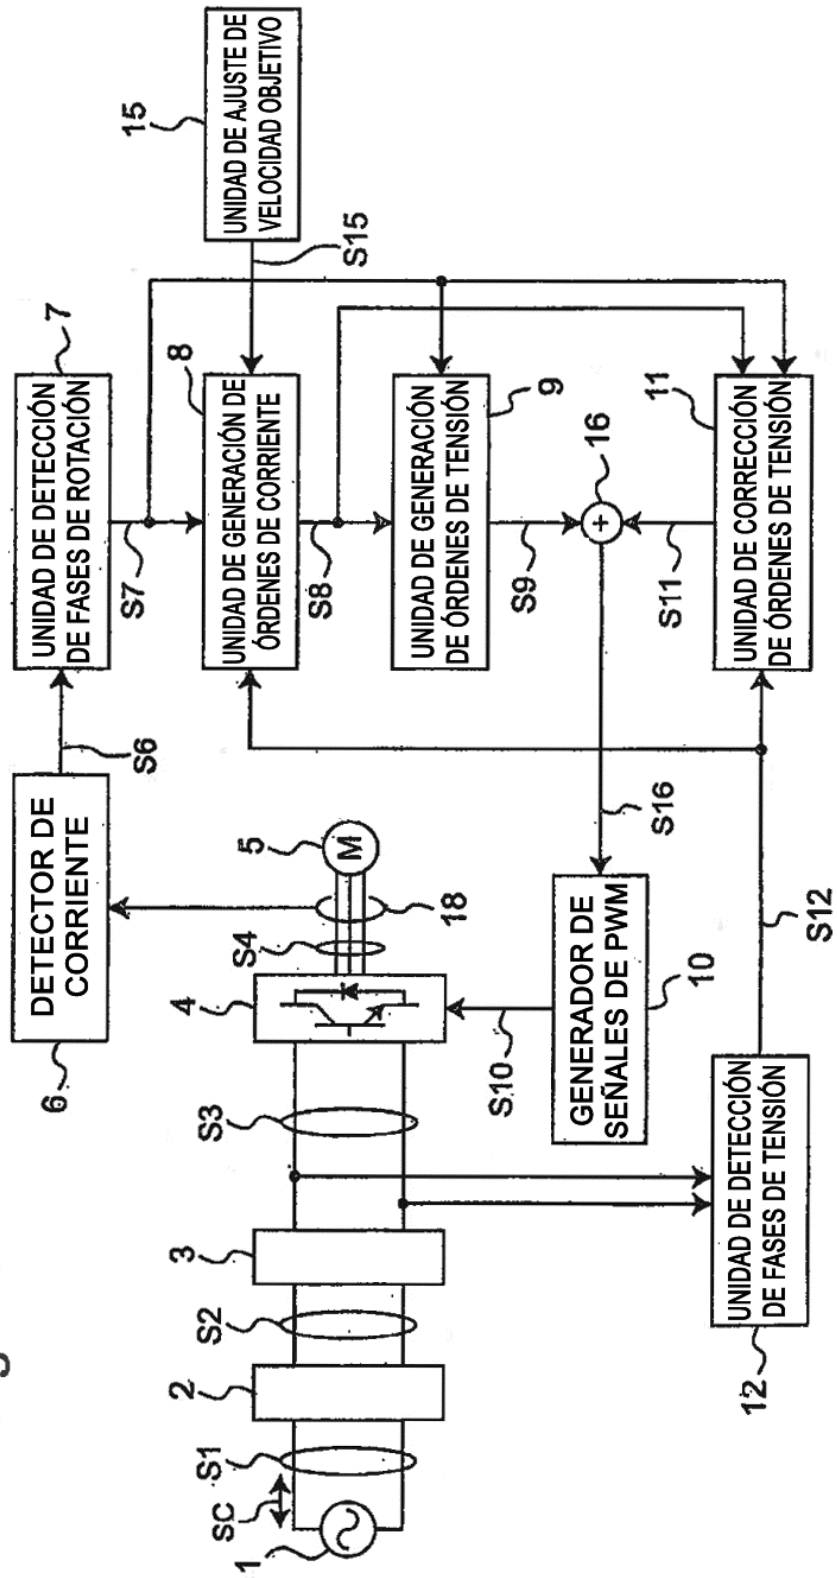 6
DETECTOR DE
CORRIENTE
S6
UNIDAD DE DETECCIÓN
DE FASES DE ROTACIÓN
7
S7
15
UNIDAD DE AJUSTE DE
VELOCIDAD OBJETIVO
S15
8
UNIDAD DE GENERACIÓN DE
ÓRDENES DE CORRIENTE
S8
1
SC
S1
2
S2
3
S3
4
S4
18
5
M
UNIDAD DE GENERACIÓN
DE ÓRDENES DE TENSIÓN
9
S9
16
+
S16
S10
GENERADOR DE
SEÑALES DE PWM
10
S11
11
UNIDAD DE CORRECCIÓN
DE ÓRDENES DE TENSIÓN
12
UNIDAD DE DETECCIÓN
DE FASES DE TENSIÓN
S12